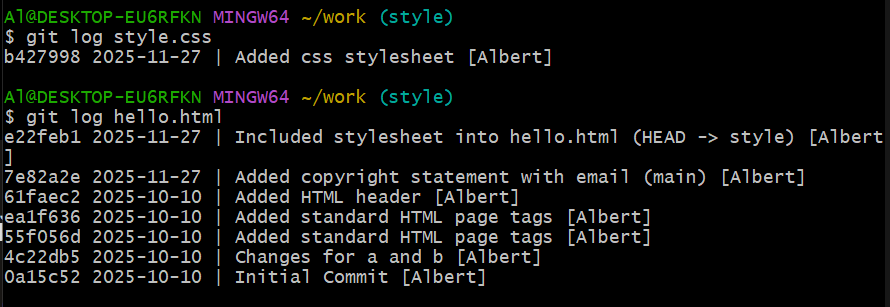 Al@DESKTOP-EU6RFKN MINGW64 ~/work (style)
$ git log style.css
b427998 2025-11-27 | Added css stylesheet [Albert]
Al@DESKTOP-EU6RFKN MINGW64 ~/work (style)
$ git log hello.html
e22feb1 2025-11-27 | Included stylesheet into hello.html (HEAD -> style) [Albert
]
7e82a2e 2025-11-27 | Added copyright statement with email (main) [Albert]
61faec2 2025-10-10 | Added HTML header [Albert]
ea1f636 2025-10-10 | Added standard HTML page tags [Albert]
55f056d 2025-10-10 | Added standard HTML page tags [Albert]
4c22db5 2025-10-10 | Changes for a and b [Albert]
0a15c52 2025-10-10 | Initial Commit [Albert]